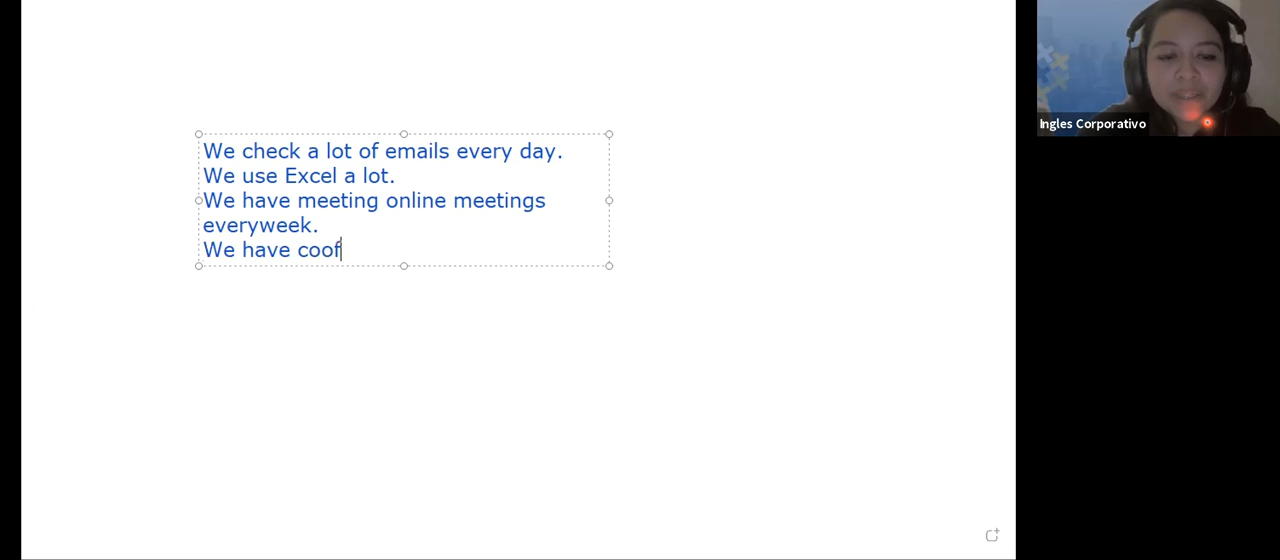 We check a lot of emails every day.
We use Excel a lot.
We have meeting online meetings
everyweek.
We have coof
Ingles Corporativo